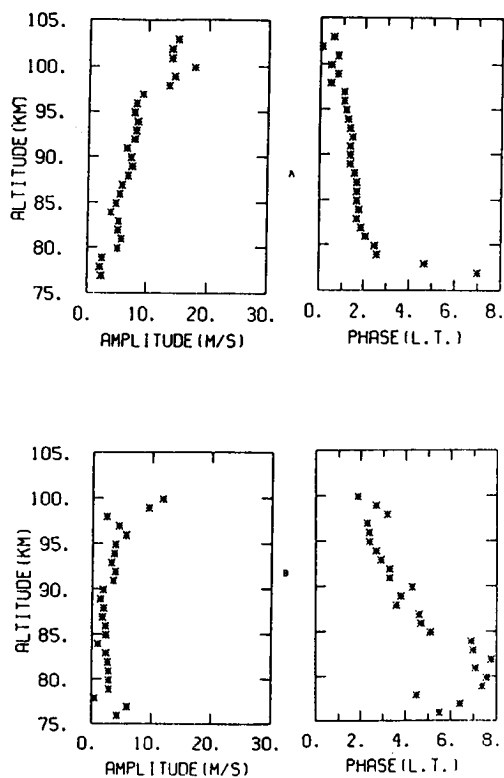 105.
100.
95.
90.
85.
80.
75.
ALTITUDE(KM)
0. 10. 20. 30.
AMPLITUDE(M/S)
A
0. 2. 4. 6. 8.
PHASE(L.T.)
105.
100.
95.
90.
85.
80.
75.
ALTITUDE(KM)
0. 10. 20. 30.
AMPLITUDE(M/S)
B
0. 2. 4. 6. 8.
PHASE(L.T.)